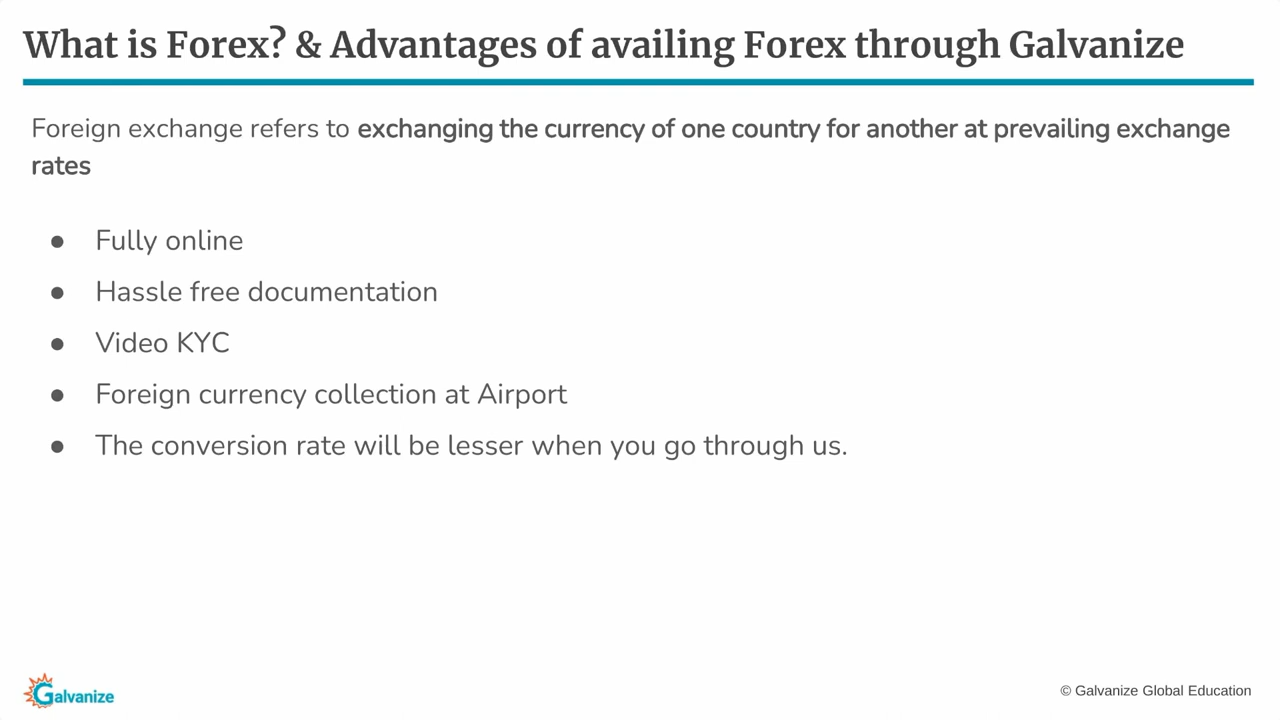 What is Forex? & Advantages of availing Forex through Galvanize
Foreign exchange refers to exchanging the currency of one country for another at prevailing exchange
rates
● Fully online
● Hassle free documentation
● Video KYC
● Foreign currency collection at Airport
● The conversion rate will be lesser when you go through us.
Galvanize
© Galvanize Global Education